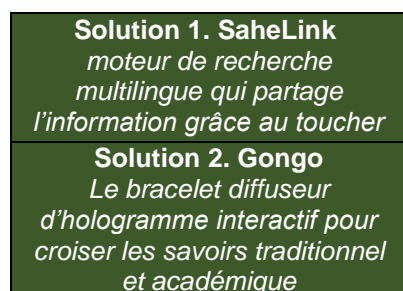 Solution 1. SaheLink
moteur de recherche
multilingue qui partage
l’information grâce au toucher
Solution 2. Gongo
Le bracelet diffuseur
d’hologramme interactif pour
croiser les savoirs traditionnel
et académique